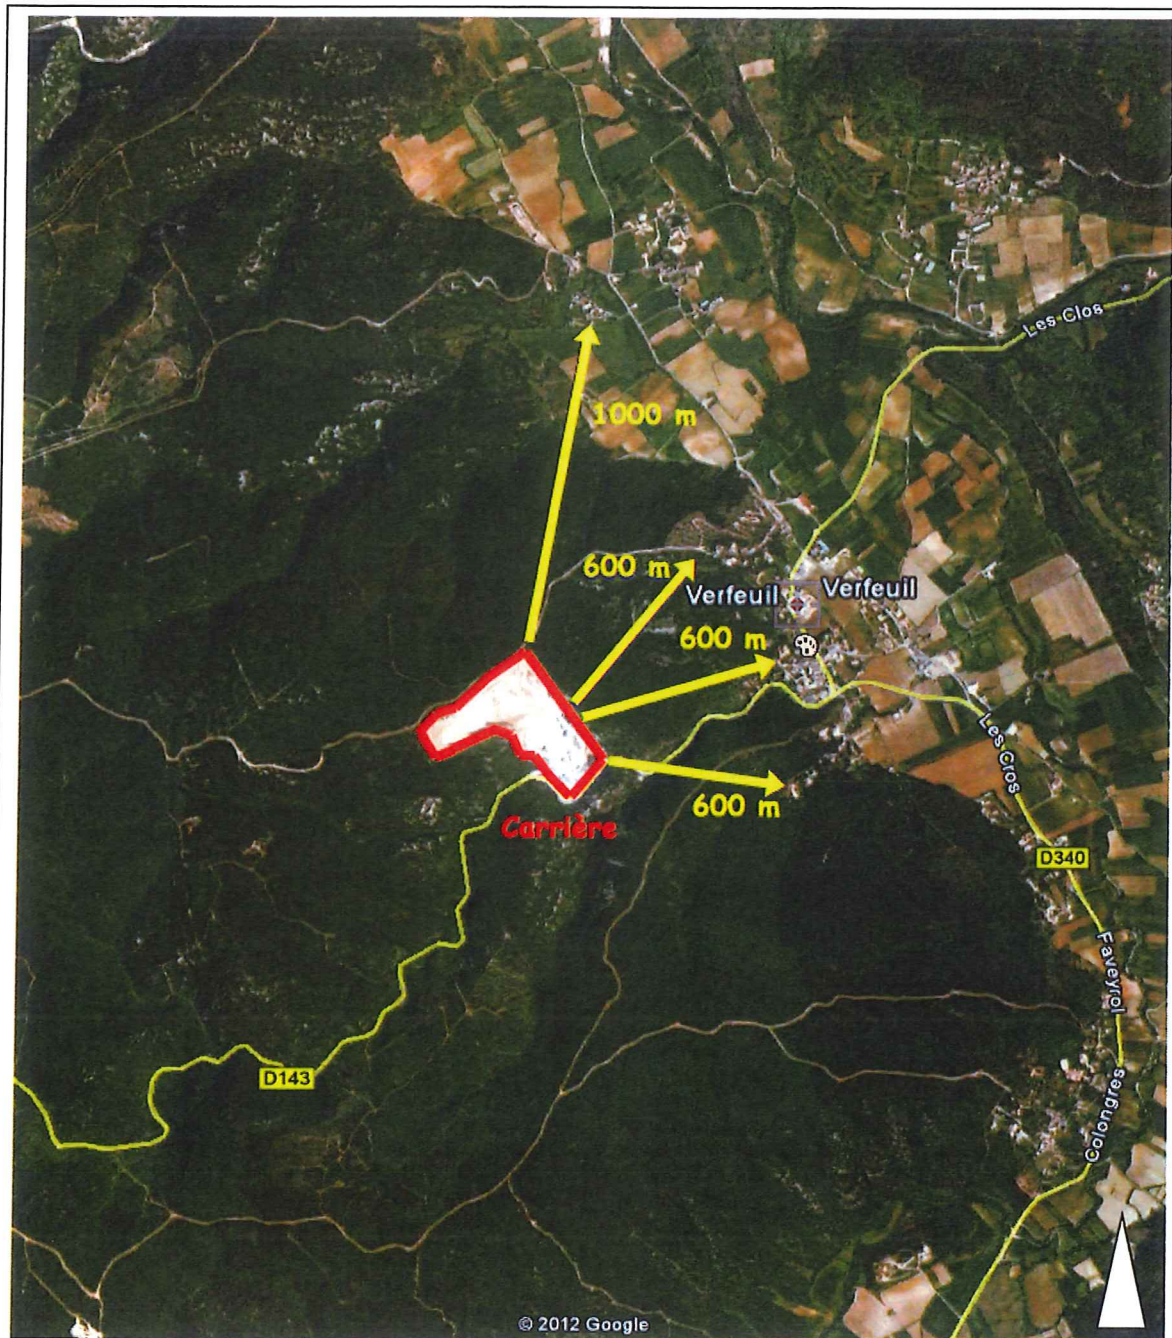 Les Clos
1000 m
600 m
Verfeuil
Verfeuil
600 m
Les Cros
600 m
Carrière
D340
Faveyrol
D143
Colongres
© 2012 Google